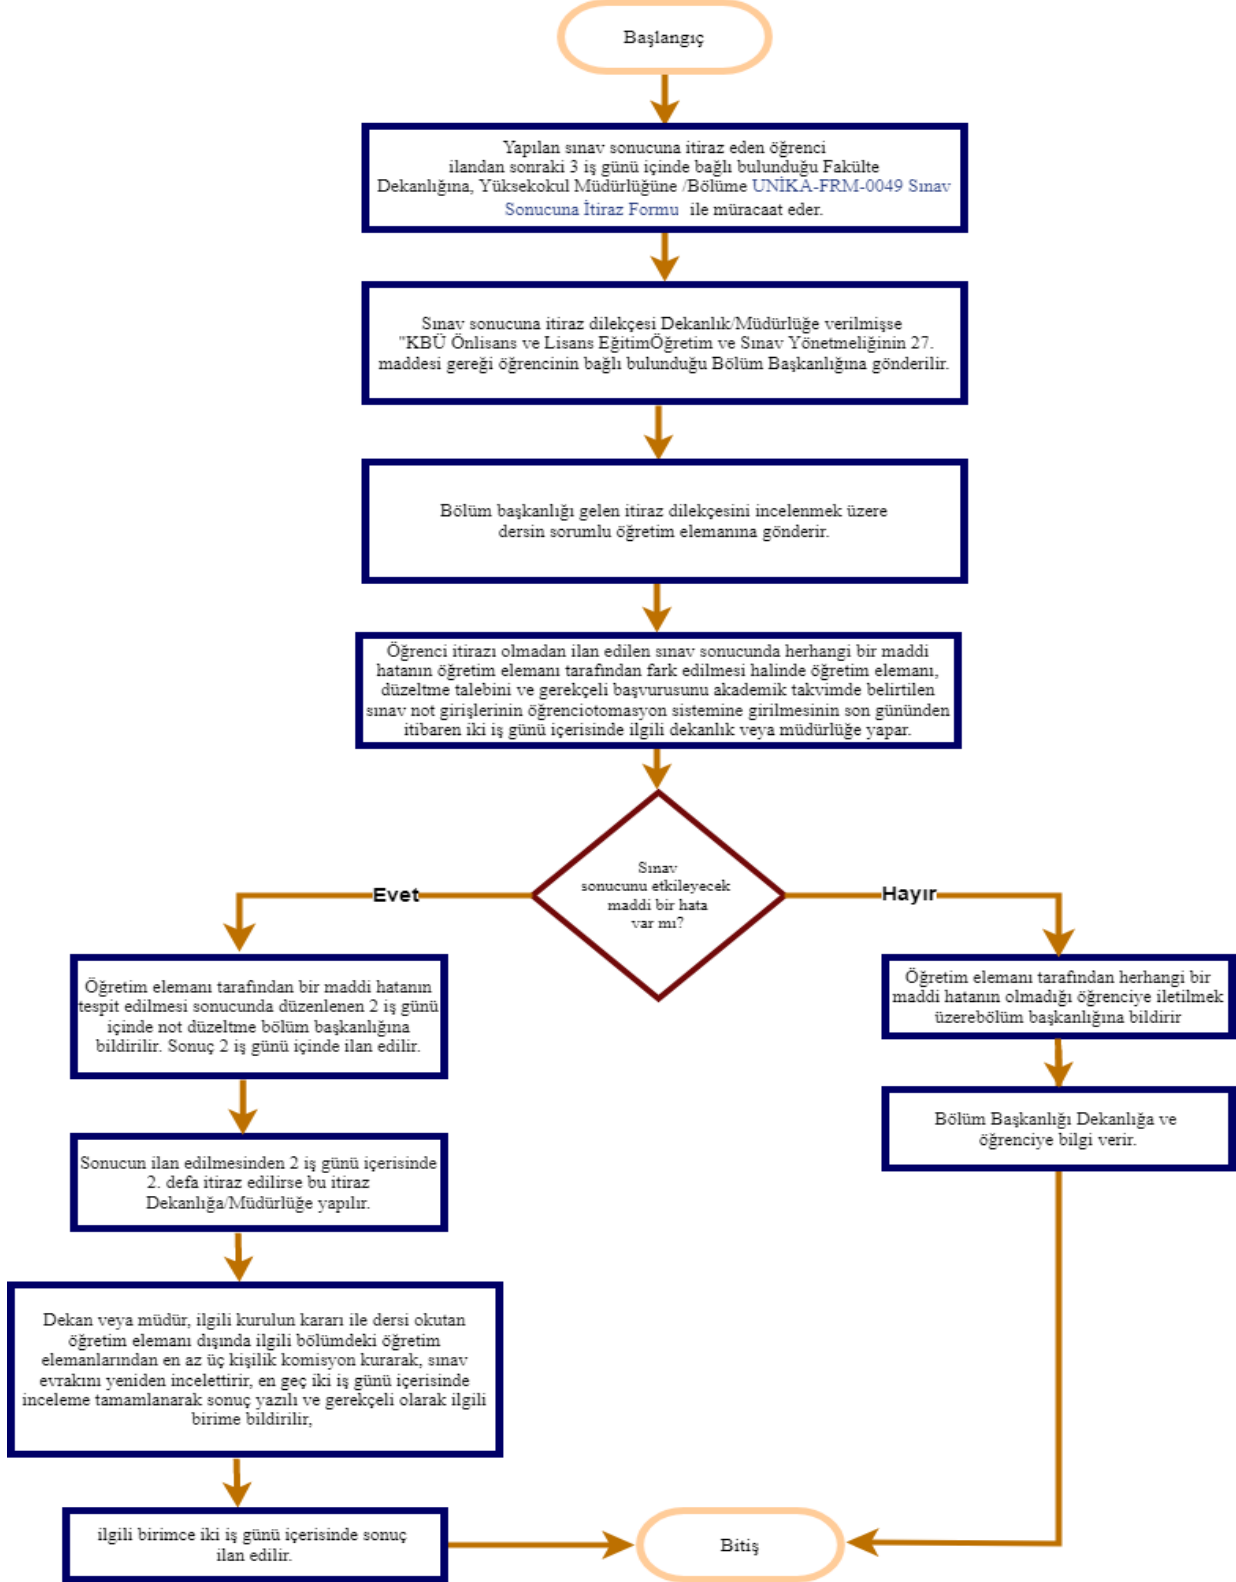 Başlangıç
Yapılan sınav sonucuna itiraz eden öğrenci
ilandan sonraki 3 iş günü içinde bağlı bulunduğu Fakülte
Dekanlığına, Yüksekokul Müdürlüğüne /Bölüme UNİKA-FRM-0049 Sınav
Sonucuna İtiraz Formu ile müracaat eder.
Sınav sonucuna itiraz dilekçesi Dekanlık/Müdürlüğe verilmişse
"KBÜ Önlisans ve Lisans EğitimÖğretim ve Sınav Yönetmeliğinin 27.
maddesi gereği öğrencinin bağlı bulunduğu Bölüm Başkanlığına gönderilir.
Bölüm başkanlığı gelen itiraz dilekçesini incelenmek üzere
dersin sorumlu öğretim elemanına gönderir.
Öğrenci itirazı olmadan ilan edilen sınav sonucunda herhangi bir maddi
hatanın öğretim elemanı tarafından fark edilmesi halinde öğretim elemanı,
düzeltme talebini ve gerekçeli başvurusunu akademik takvimde belirtilen
sınav not girişlerinin öğrenciotomasyon sistemine girilmesinin son gününden
itibaren iki iş günü içerisinde ilgili dekanlık veya müdürlüğe yapar.
Sınav
sonucunu etkileyecek
maddi bir hata
var mı?
Evet
Hayır
Öğretim elemanı tarafından bir maddi hatanın
tespit edilmesi sonucunda düzenlenen 2 iş günü
içinde not düzeltme bölüm başkanlığına
bildirilir. Sonuç 2 iş günü içinde ilan edilir.
Öğretim elemanı tarafından herhangi bir
maddi hatanın olmadığı öğrenciye iletilmek
üzerebölüm başkanlığına bildirir
Bölüm Başkanlığı Dekanlığa ve
öğrenciye bilgi verir.
Sonucun ilan edilmesinden 2 iş günü içerisinde
2. defa itiraz edilirse bu itiraz
Dekanlığa/Müdürlüğe yapılır.
Dekan veya müdür, ilgili kurulun kararı ile dersi okutan
öğretim elemanı dışında ilgili bölümdeki öğretim
elemanlarından en az üç kişilik komisyon kurarak, sınav
evrakını yeniden incelettirir, en geç iki iş günü içerisinde
inceleme tamamlanarak sonuç yazılı ve gerekçeli olarak ilgili
birime bildirilir,
ilgili birimce iki iş günü içerisinde sonuç
ilan edilir.
Bitiş